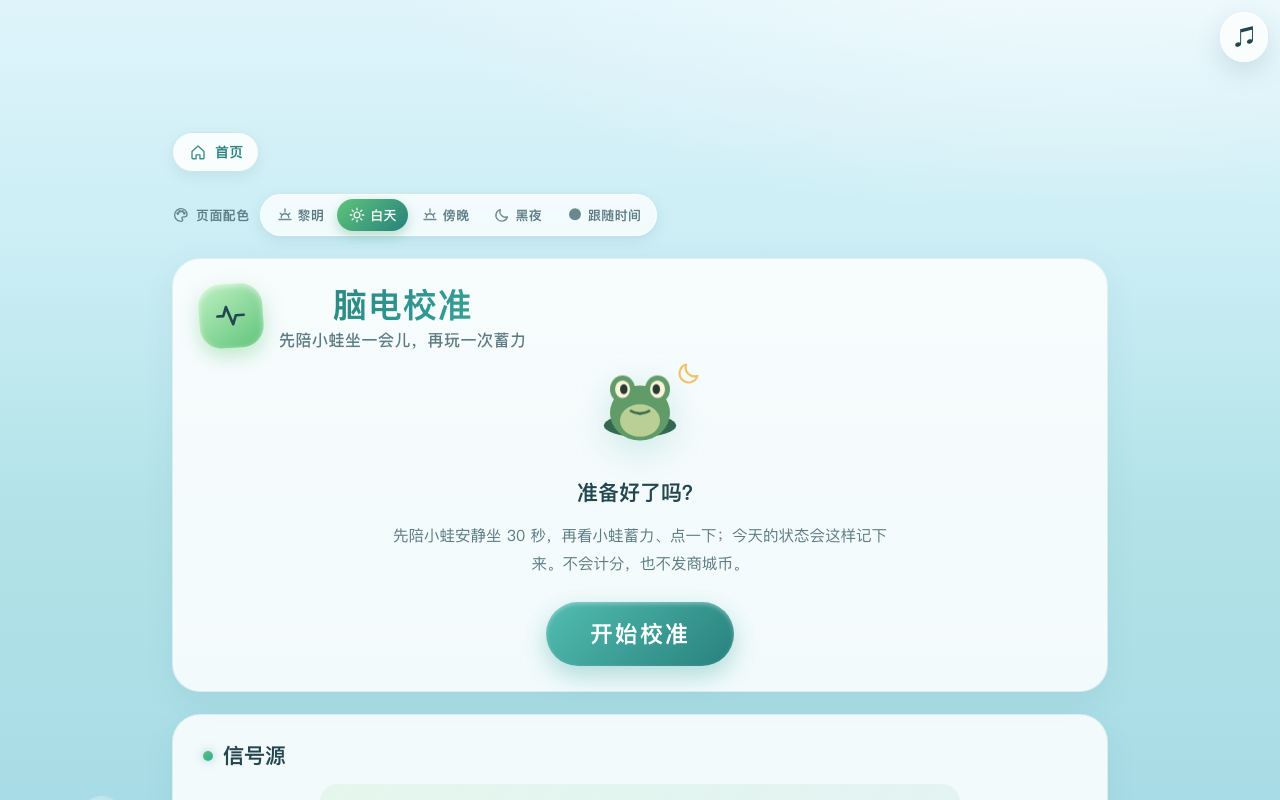 首页
页面配色 黎明 白天 傍晚 黑夜 跟随时间
脑电校准
先陪小蛙坐一会儿，再玩一次蓄力
准备好了吗?
先陪小蛙安静坐 30 秒，再看小蛙蓄力、点一下；今天的状态会这样记下
来。不会计分，也不发商城币。
开始校准
信号源